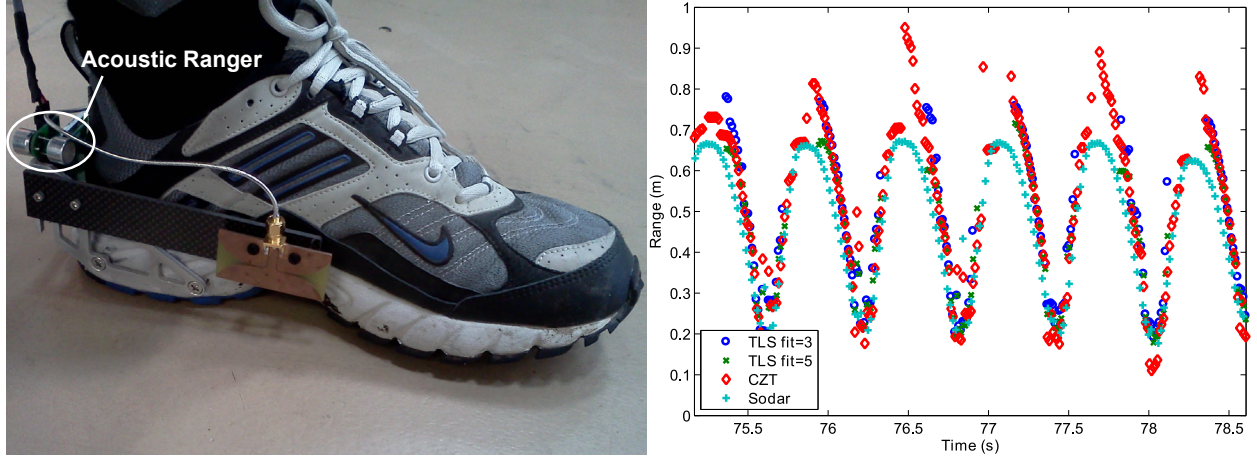 Acoustic Ranger
Range (m)
1
0.9
0.8
0.7
0.6
0.5
0.4
0.3
0.2
0.1
0
TLS fit=3
TLS fit=5
CZT
Sodar
75.5 76 76.5 77 77.5 78 78.5
Time (s)